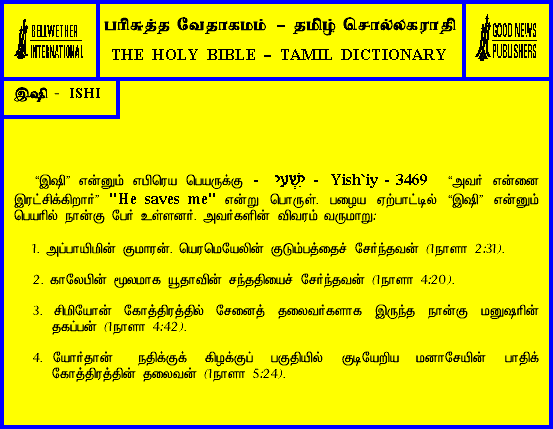 BELLWETHER
INTERNATIONAL
பரிசுத்த வேதாகமம் – தமிழ் சொல்லகராதி
THE HOLY BIBLE – TAMIL DICTIONARY
GOOD NEWS
PUBLISHERS
இஷி - ISHI
“இஷி” என்னும் எபிரெய பெயருக்கு - יִשְׁעִי - Yish`iy - 3469 “அவர் என்னை
இரட்சிக்கிறார்” "He saves me" என்று பொருள். பழைய ஏற்பாட்டில் “இஷி” என்னும்
பெயரில் நான்கு பேர் உள்ளனர். அவர்களின் விவரம் வருமாறு:
1. அப்பாயிமின் குமாரன். யெரமெயேலின் குடும்பத்தைச் சேர்ந்தவன் (1நாளா 2:31).
2. காலேபின் மூலமாக யூதாவின் சந்ததியைச் சேர்ந்தவன் (1நாளா 4:20).
3. சிமியோன் கோத்திரத்தில் சேனைத் தலைவர்களாக இருந்த நான்கு மனுஷரின்
தகப்பன் (1நாளா 4:42).
4. யோர்தான் நதிக்குக் கிழக்குப் பகுதியில் குடியேறிய மனாசேயின் பாதிக்
கோத்திரத்தின் தலைவன் (1நாளா 5:24).